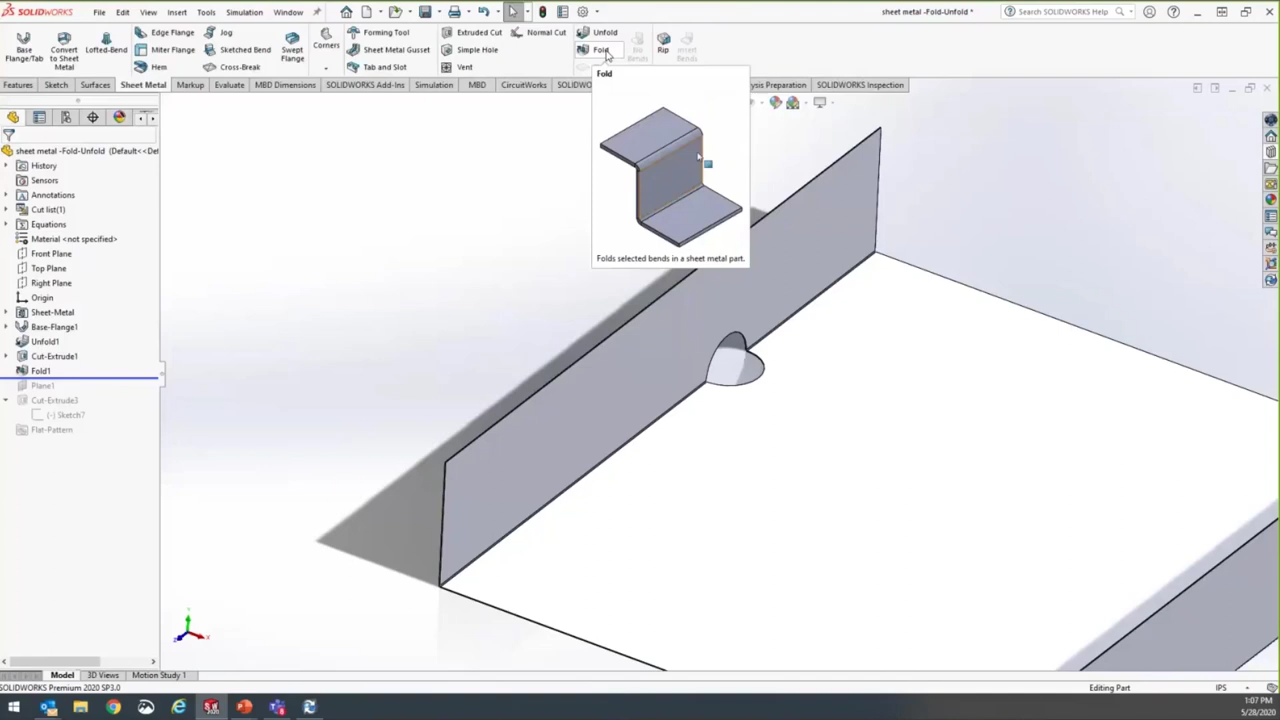 SOLIDWORKS File Edit View Insert Tools Simulation Window sheet metal -Fold-Unfold * Search SOLIDWORKS Help
Base Flange/Tab
Convert to Sheet Metal
Lofted-Bend
Edge Flange
Miter Flange
Hem
Jog
Sketched Bend
Cross-Break
Swept Flange
Corners
Forming Tool
Sheet Metal Gusset
Tab and Slot
Extruded Cut
Simple Hole
Vent
Normal Cut
Unfold
Fold
No Bends
Rip
Insert Bends
Features Sketch Surfaces Sheet Metal Markup Evaluate MBD Dimensions SOLIDWORKS Add-Ins Simulation MBD CircuitWorks SOLIDWO ysis Preparation SOLIDWORKS Inspection
Fold
Folds selected bends in a sheet metal part.
sheet metal -Fold-Unfold (Default<<Def
History
Sensors
Annotations
Cut list(1)
Equations
Material <not specified>
Front Plane
Top Plane
Right Plane
Origin
Sheet-Metal
Base-Flange1
Unfold1
Cut-Extrude1
Fold1
Plane1
Cut-Extrude3
(-) Sketch7
Flat-Pattern
Model 3D Views Motion Study 1
SOLIDWORKS Premium 2020 SP3.0 Editing Part IPS
1:07 PM
5/28/2020